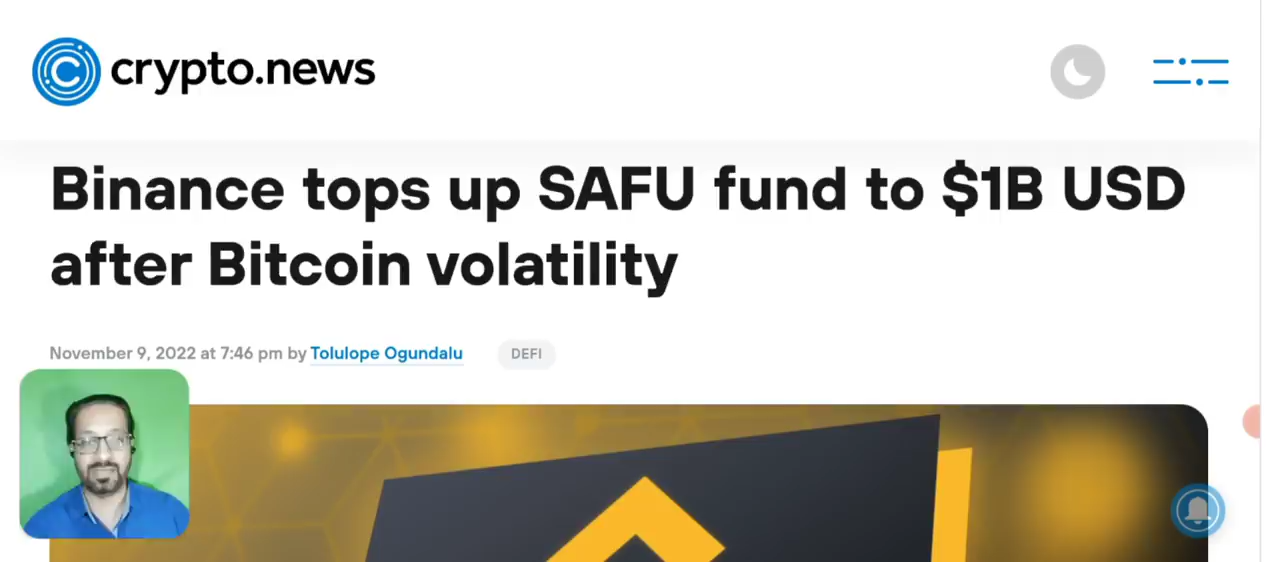 crypto.news
Binance tops up SAFU fund to $1B USD
after Bitcoin volatility
November 9, 2022 at 7:46 pm by Tolulope Ogundalu DEFI